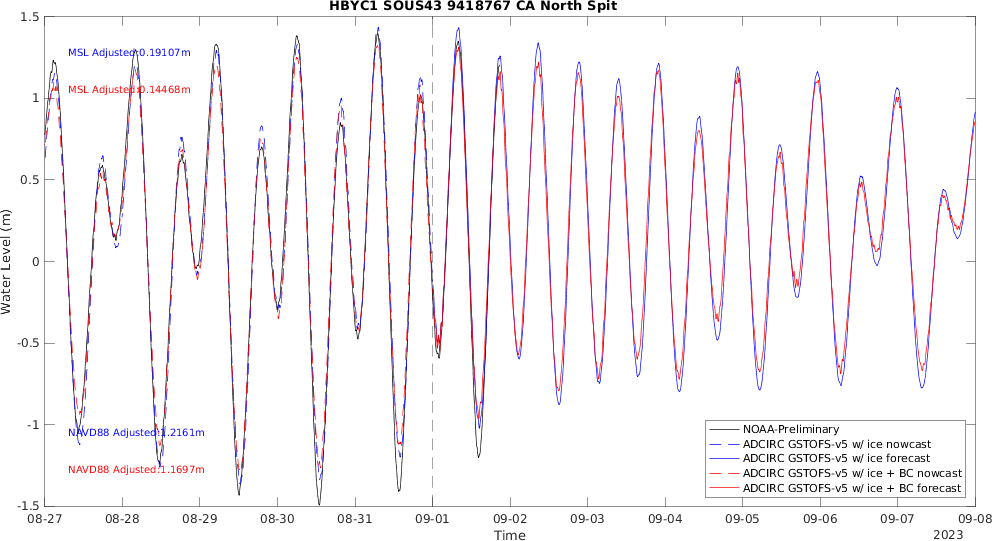 HBYC1 SOUS43 9418767 CA North Spit
1.5
1
0.5
0
-0.5
-1
-1.5
Water Level (m)
MSL Adjusted:0.19107m
MSL Adjusted:0.14468m
NAVD88 Adjusted:1.2161m
NAVD88 Adjusted:1.1697m
NOAA-Preliminary
ADCIRC GSTOFS-v5 w/ ice nowcast
ADCIRC GSTOFS-v5 w/ ice forecast
ADCIRC GSTOFS-v5 w/ ice + BC nowcast
ADCIRC GSTOFS-v5 w/ ice + BC forecast
08-27 08-28 08-29 08-30 08-31 09-01 09-02 09-03 09-04 09-05 09-06 09-07 09-08
Time
2023